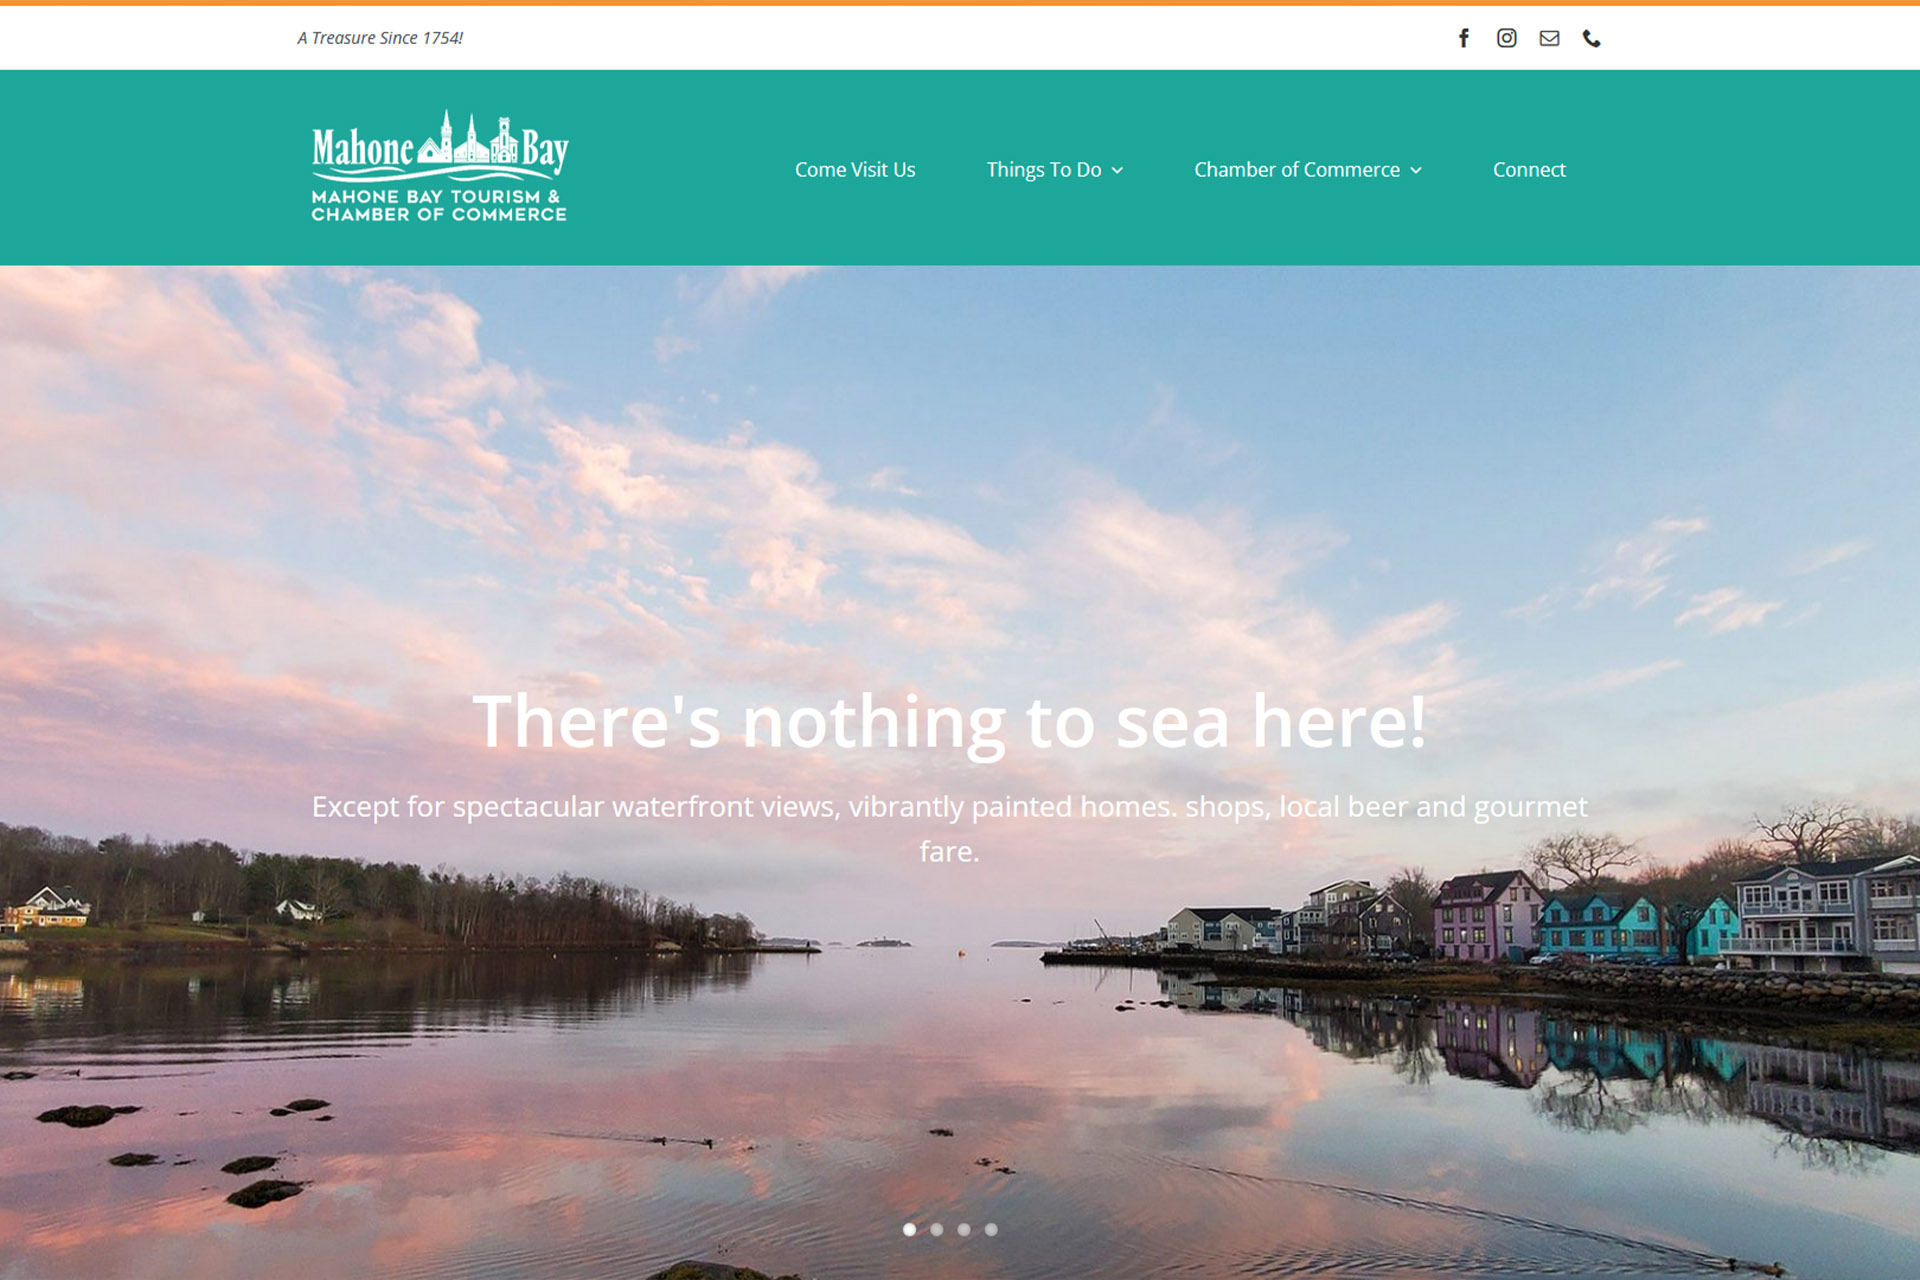 A Treasure Since 1754!
Mahone Bay
MAHONE BAY TOURISM &
CHAMBER OF COMMERCE
Come Visit Us
Things To Do
Chamber of Commerce
Connect
There's nothing to sea here!
Except for spectacular waterfront views, vibrantly painted homes. shops, local beer and gourmet
fare.